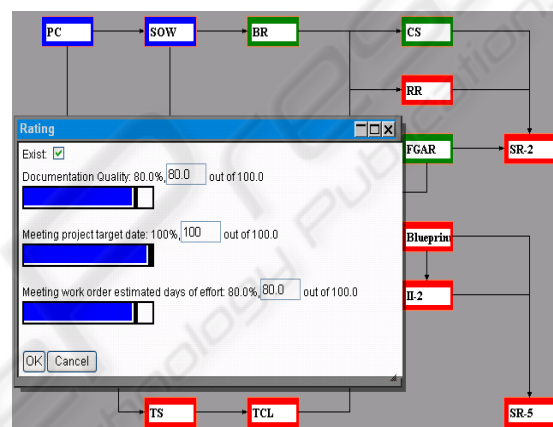 PC
SOW
BR
CS
RR
FGAR
SR-2
Rating
Exist:
Documentation Quality: 80.0%, 80.0 out of 100.0
Meeting project target date: 100%, 100 out of 100.0
Meeting work order estimated days of effort: 80.0%, 80.0 out of 100.0
OK Cancel
Blueprin
II-2
TS
TCL
SR-5